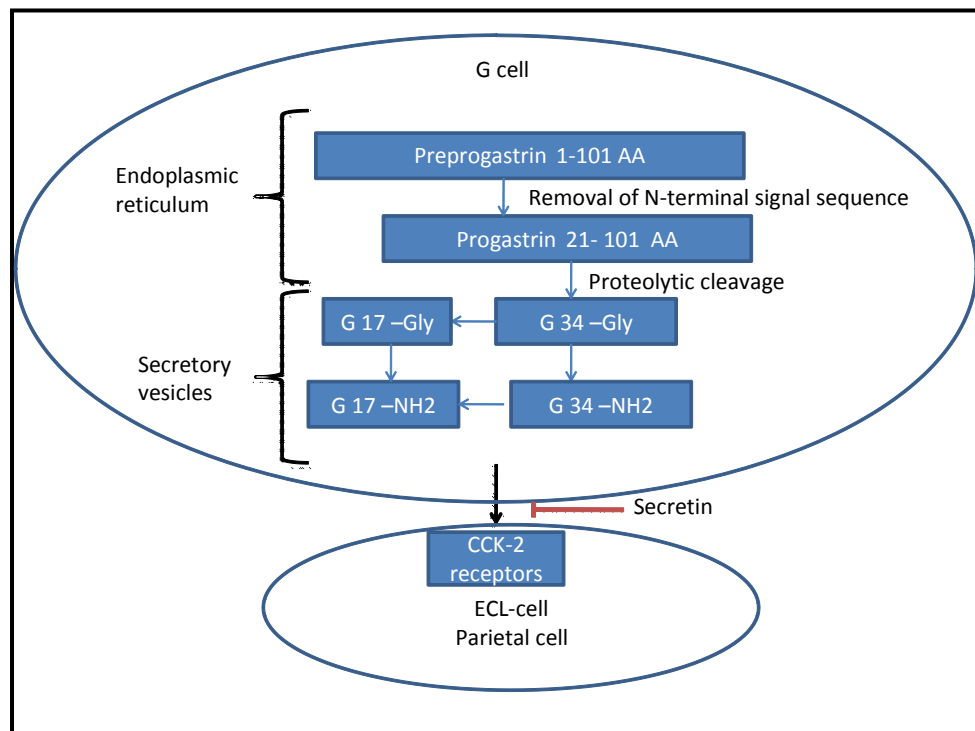 G cell
Preprogastrin 1-101 AA
Endoplasmic
reticulum
Removal of N-terminal signal sequence
Progastrin 21- 101 AA
Proteolytic cleavage
G 17 –Gly
G 34 –Gly
Secretory
vesicles
G 17 –NH2
G 34 –NH2
Secretin
CCK-2
receptors
ECL-cell
Parietal cell